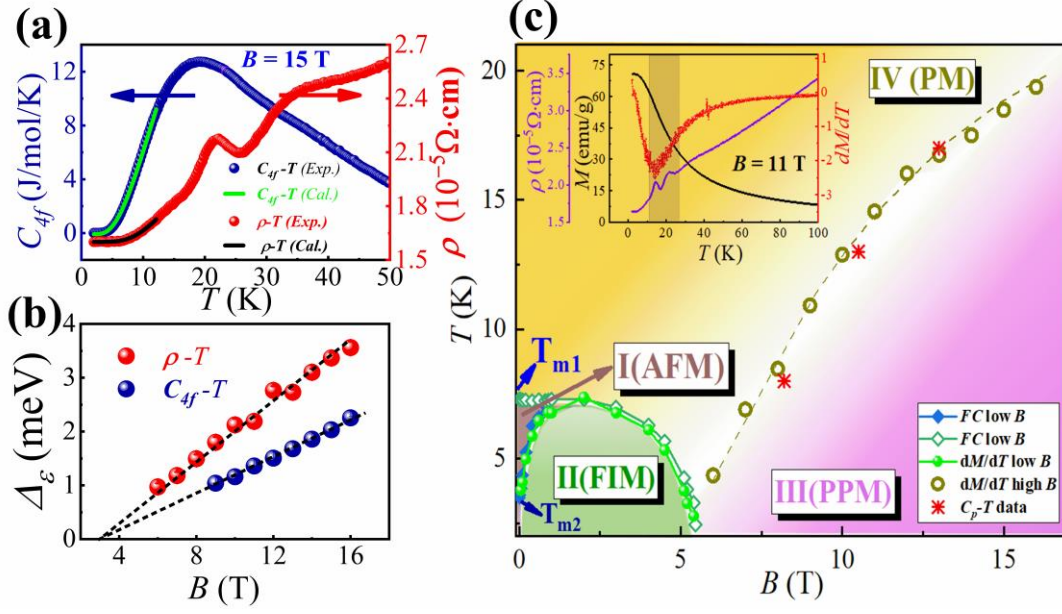 (a)
C4f (J/mol/K)
12
8
4
0
B = 15 T
2.7
2.4
2.1
1.8
1.5
ρ (10⁻⁵Ω·cm)
C4f -T (Exp.)
C4f -T (Cal.)
ρ-T (Exp.)
ρ-T (Cal.)
0 10 20 30 40 50
T (K)
(b)
Δε (meV)
4
3
2
1
0
ρ -T
C4f -T
4 8 12 16
B (T)
(c)
T (K)
20
15
10
5
IV (PM)
ρ (10⁻⁵Ω·cm)
3.5
3.0
2.5
2.0
1.5
M (emu/g)
75
60
45
30
15
0
B = 11 T
1
0
-1
-2
-3
dM/dT
0 20 40 60 80 100
T (K)
Tm1
I(AFM)
II(FIM)
Tm2
III(PPM)
FC low B
FC low B
dM/dT low B
dM/dT high B
Cp-T data
0 5 10 15
B (T)